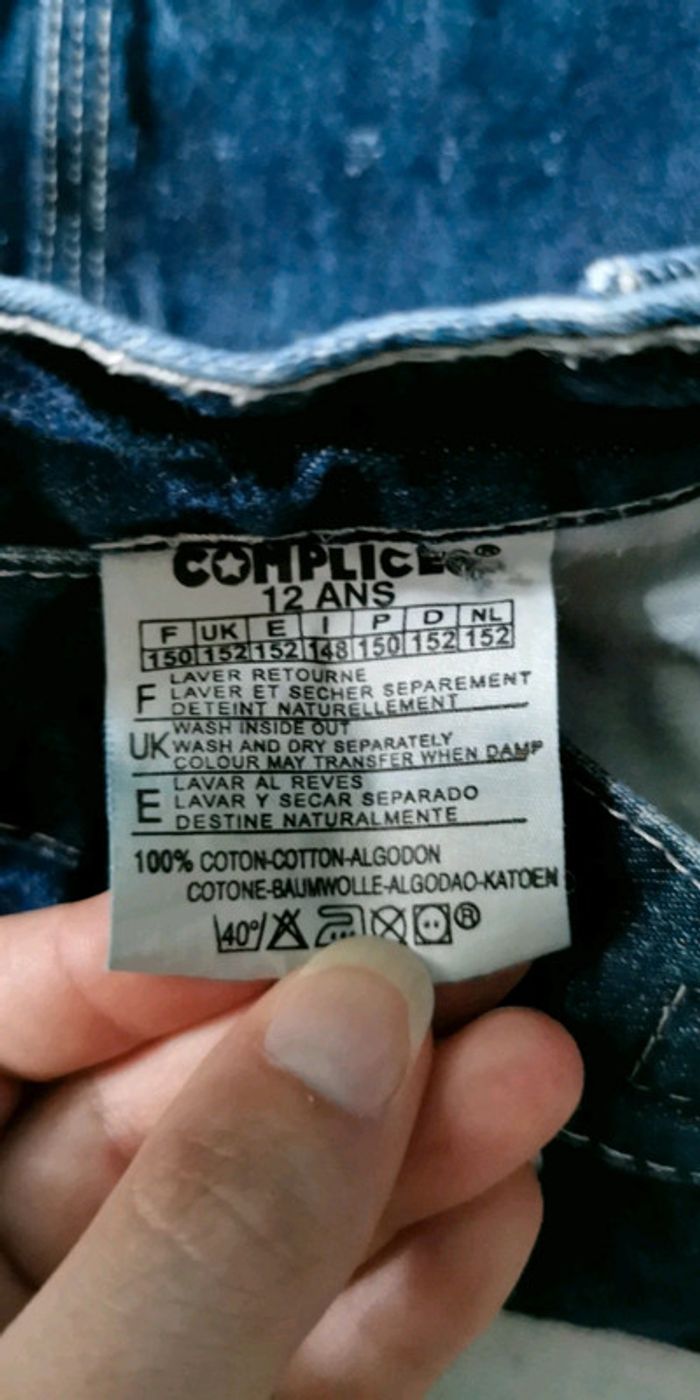 COMPLICES®
12 ANS
F UK E I P D NL
150 152 152 148 150 152 152
F
LAVER RETOURNE
LAVER ET SECHER SEPAREMENT
DETEINT NATURELLEMENT
UK
WASH INSIDE OUT
WASH AND DRY SEPARATELY
COLOUR MAY TRANSFER WHEN DAMP
E
LAVAR AL REVES
LAVAR Y SECAR SEPARADO
DESTINE NATURALMENTE
100% COTON-COTTON-ALGODON
COTONE-BAUMWOLLE-ALGODAO-KATOEN
40° ®